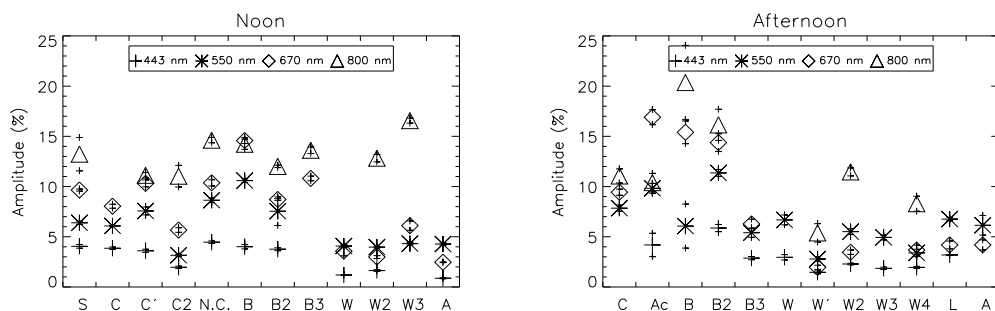 Noon
443 nm 550 nm 670 nm 800 nm
Amplitude (%)
25
20
15
10
5
0
S C C' C2 N.C. B B2 B3 W W2 W3 A
Afternoon
443 nm 550 nm 670 nm 800 nm
Amplitude (%)
25
20
15
10
5
0
C Ac B B2 B3 W W' W2 W3 W4 L A